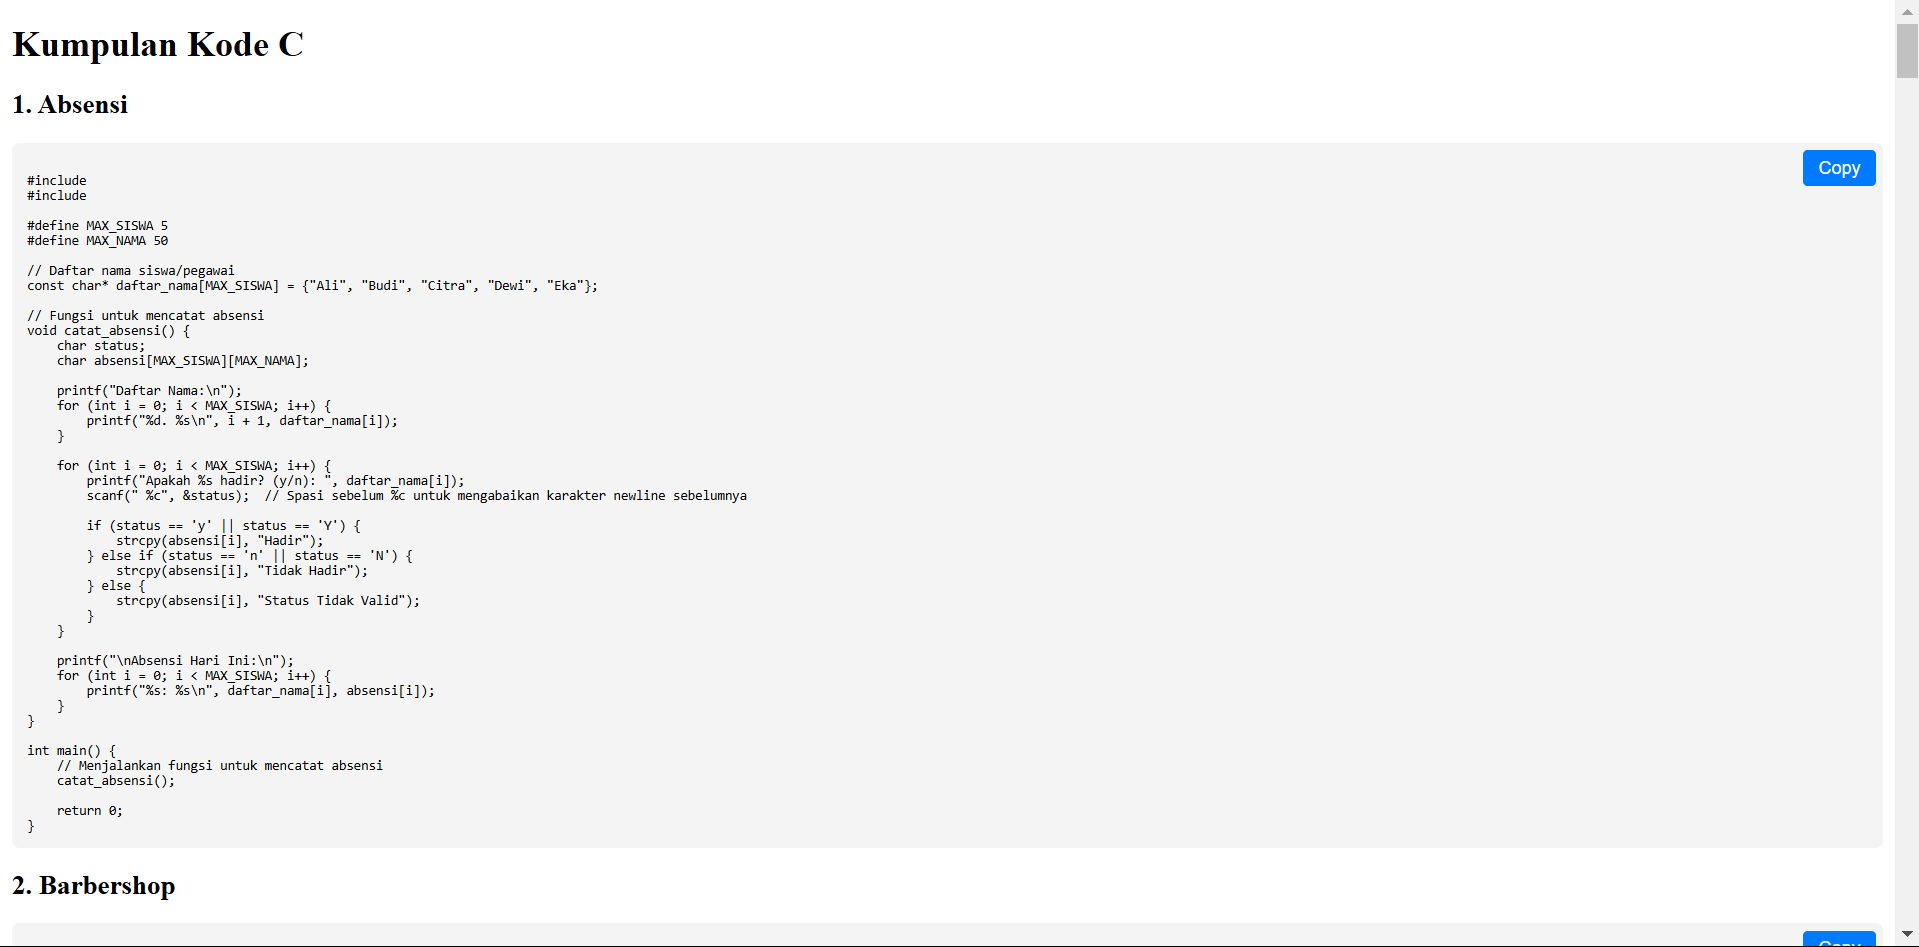 Kumpulan Kode C
1. Absensi
Copy
#include
#include
#define MAX_SISWA 5
#define MAX_NAMA 50
// Daftar nama siswa/pegawai
const char* daftar_nama[MAX_SISWA] = {"Ali", "Budi", "Citra", "Dewi", "Eka"};
// Fungsi untuk mencatat absensi
void catat_absensi() {
    char status;
    char absensi[MAX_SISWA][MAX_NAMA];
    printf("Daftar Nama:\n");
    for (int i = 0; i < MAX_SISWA; i++) {
        printf("%d. %s\n", i + 1, daftar_nama[i]);
    }
    for (int i = 0; i < MAX_SISWA; i++) {
        printf("Apakah %s hadir? (y/n): ", daftar_nama[i]);
        scanf(" %c", &status);  // Spasi sebelum %c untuk mengabaikan karakter newline sebelumnya
        if (status == 'y' || status == 'Y') {
            strcpy(absensi[i], "Hadir");
        } else if (status == 'n' || status == 'N') {
            strcpy(absensi[i], "Tidak Hadir");
        } else {
            strcpy(absensi[i], "Status Tidak Valid");
        }
    }
    printf("\nAbsensi Hari Ini:\n");
    for (int i = 0; i < MAX_SISWA; i++) {
        printf("%s: %s\n", daftar_nama[i], absensi[i]);
    }
}
int main() {
    // Menjalankan fungsi untuk mencatat absensi
    catat_absensi();
    return 0;
}
2. Barbershop
Copy